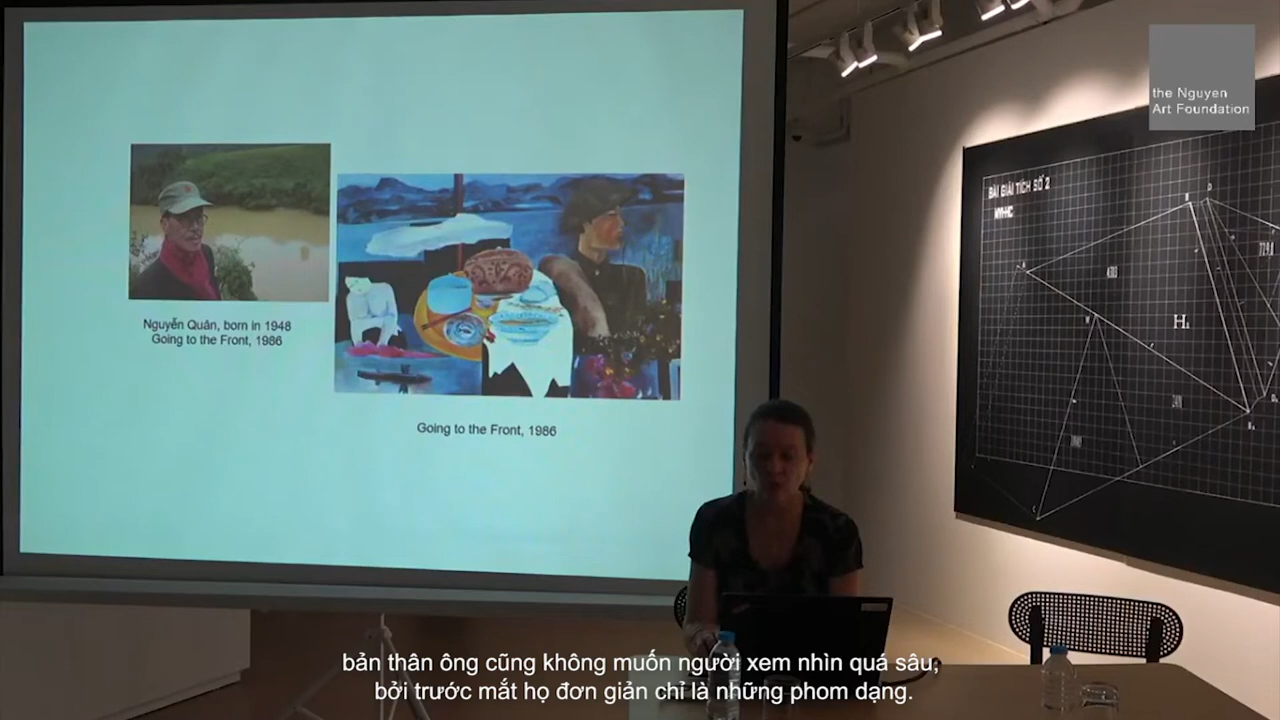 the Nguyen
Art Foundation
Nguyễn Quân, born in 1948
Going to the Front, 1986
Going to the Front, 1986
BÀI GIẢI TÍCH SỐ 2
bản thân ông cũng không muốn người xem nhìn quá sâu,
bởi trước mắt họ đơn giản chỉ là những phom dạng.